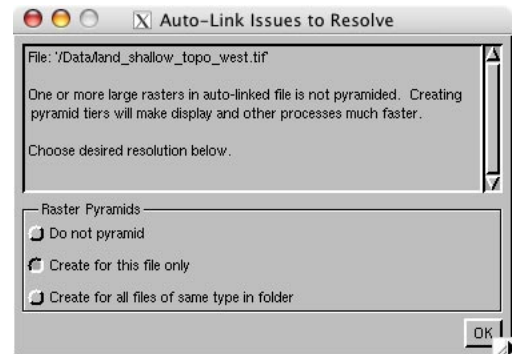 Auto-Link Issues to Resolve
File: '/Data/land_shallow_topo_west.tif'
One or more large rasters in auto-linked file is not pyramided. Creating
pyramid tiers will make display and other processes much faster.
Choose desired resolution below.
Raster Pyramids
Do not pyramid
Create for this file only
Create for all files of same type in folder
OK